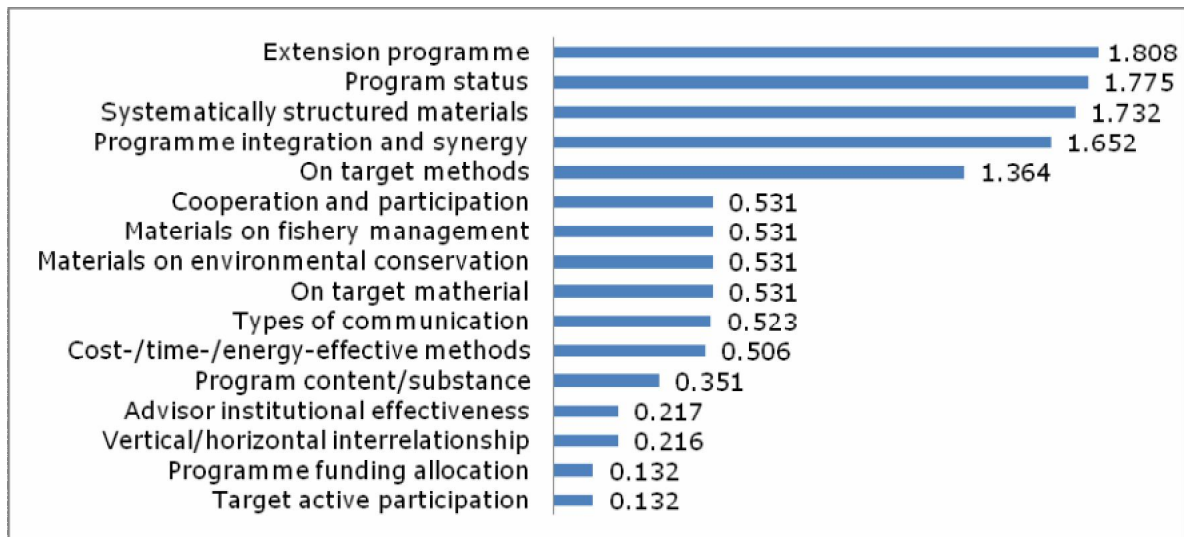 Extension programme 1.808
Program status 1.775
Systematically structured materials 1.732
Programme integration and synergy 1.652
On target methods 1.364
Cooperation and participation 0.531
Materials on fishery management 0.531
Materials on environmental conservation 0.531
On target matherial 0.531
Types of communication 0.523
Cost-/time-/energy-effective methods 0.506
Program content/substance 0.351
Advisor institutional effectiveness 0.217
Vertical/horizontal interrelationship 0.216
Programme funding allocation 0.132
Target active participation 0.132